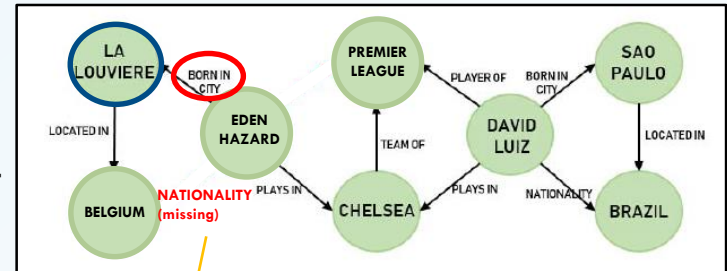 LA
LOUVIERE
BORN IN
CITY
PREMIER
LEAGUE
SAO
PAULO
PLAYER OF
BORN IN
CITY
LOCATED IN
EDEN
HAZARD
TEAM OF
DAVID
LUIZ
LOCATED IN
BELGIUM
NATIONALITY
(missing)
PLAYS IN
CHELSEA
PLAYS IN
NATIONALITY
BRAZIL